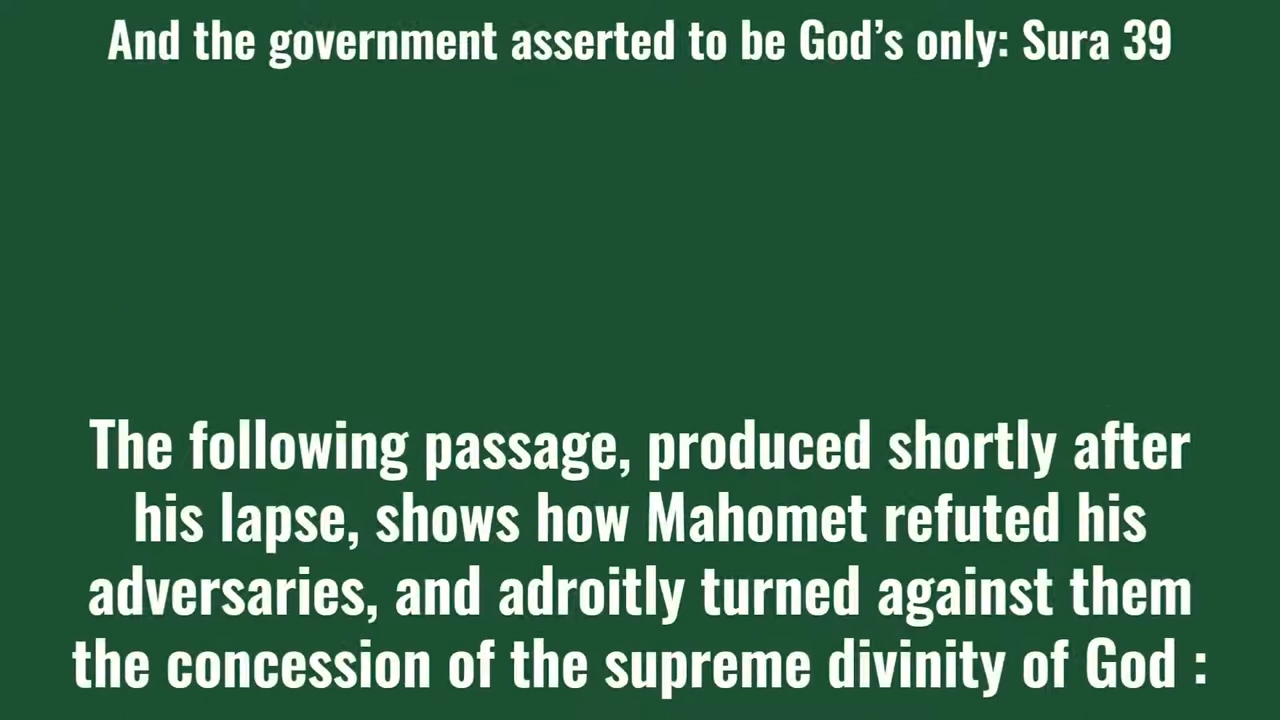 And the government asserted to be God’s only: Sura 39
The following passage, produced shortly after
his lapse, shows how Mahomet refuted his
adversaries, and adroitly turned against them
the concession of the supreme divinity of God :